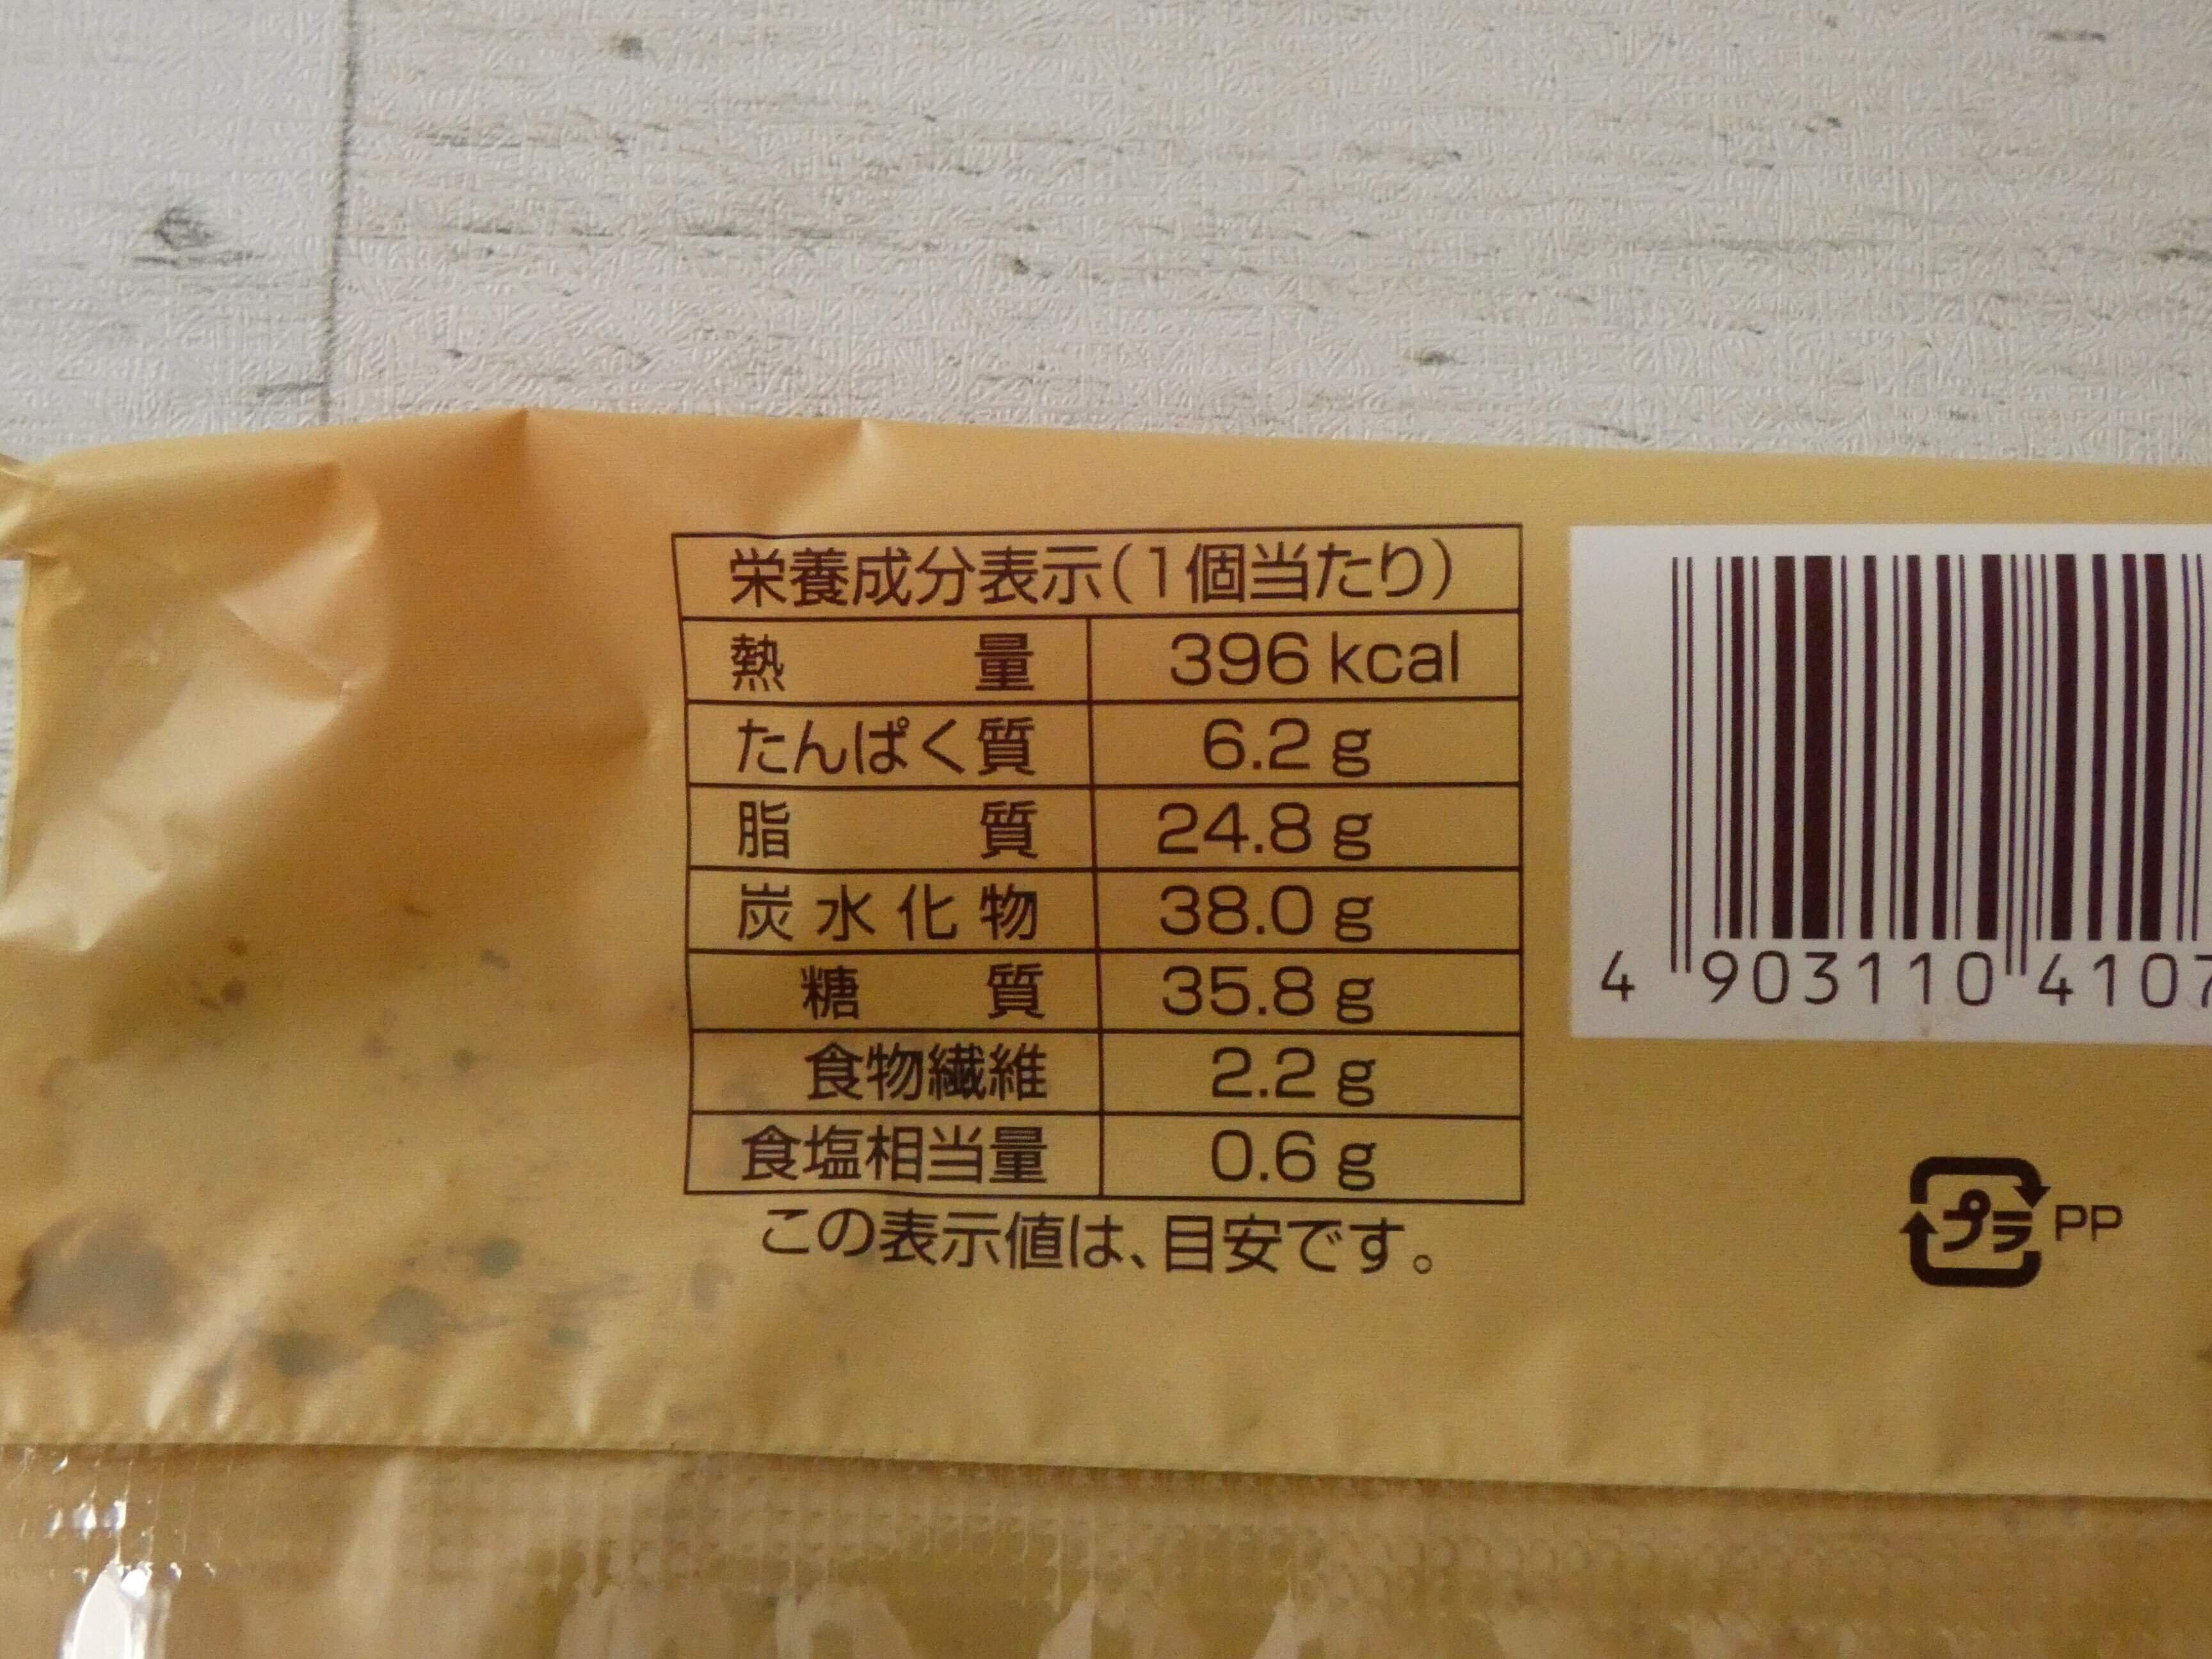 栄養成分表示(1個当たり)
熱量 396 kcal
たんぱく質 6.2 g
脂質 24.8 g
炭水化物 38.0 g
糖質 35.8 g
食物繊維 2.2 g
食塩相当量 0.6 g
この表示値は、目安です。
4 903110 4107
プラ PP